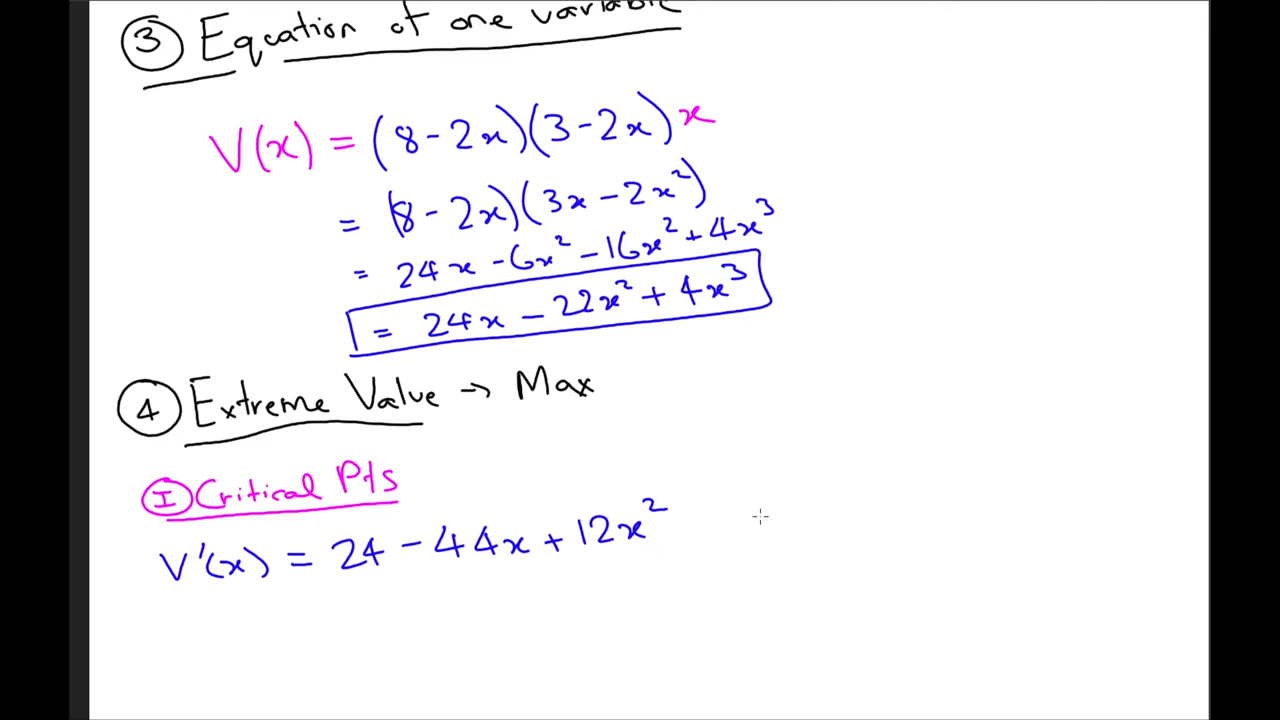 ③ Equation of one variable
V(x) = (8-2x)(3-2x)x
= (8-2x)(3x-2x²)
= 24x-6x²-16x²+4x³
= 24x-22x²+4x³
④ Extreme Value → Max
Ⓘ Critical Pts
V'(x) = 24-44x+12x²